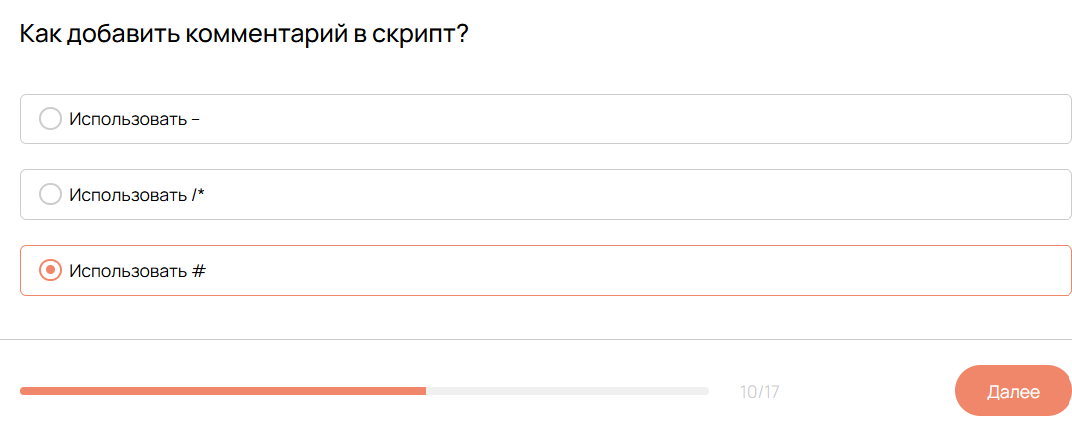 Как добавить комментарий в скрипт?
Использовать –
Использовать /*
Использовать #
10/17
Далее